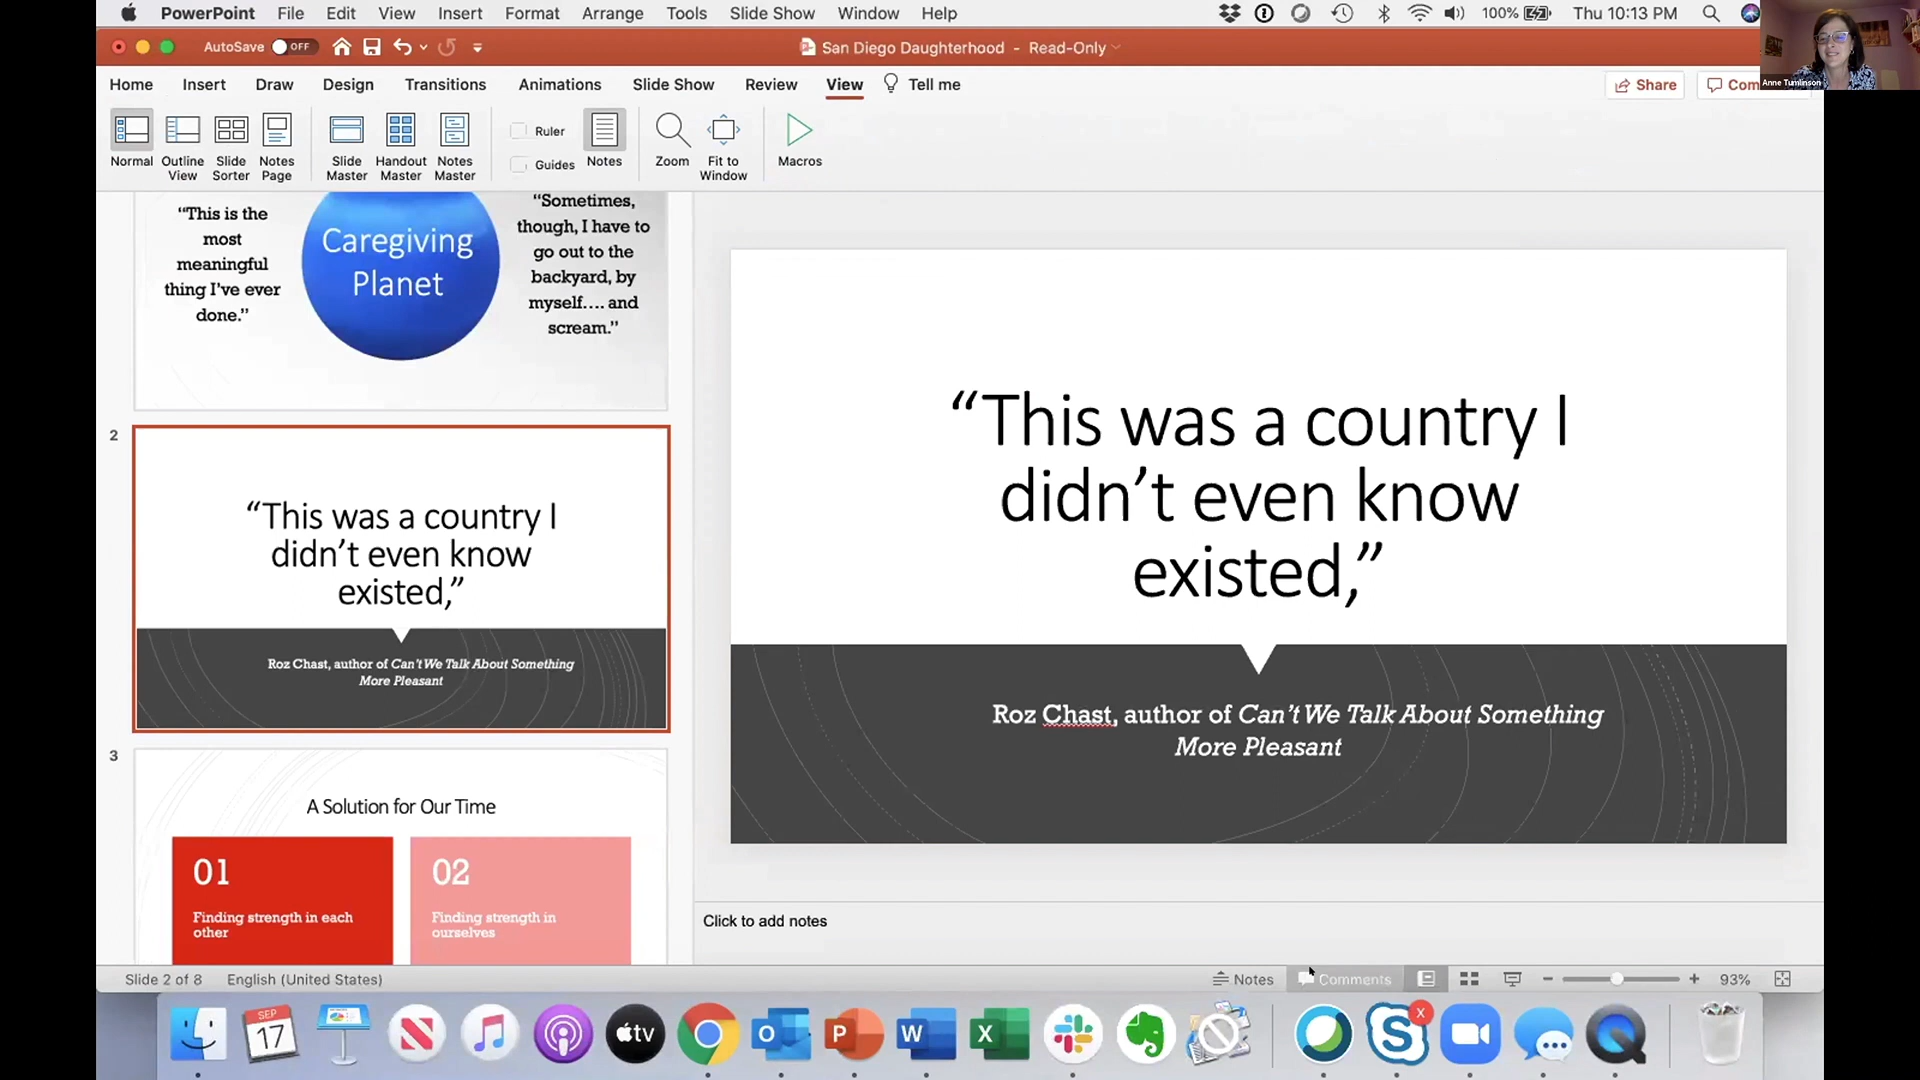 PowerPoint File Edit View Insert Format Arrange Tools Slide Show Window Help 100% Thu 10:13 PM
AutoSave OFF San Diego Daughterhood - Read-Only
Home Insert Draw Design Transitions Animations Slide Show Review View Tell me Share Com
Anne Tumlinson
Normal
Outline
View
Slide
Sorter
Notes
Page
Slide
Master
Handout
Master
Notes
Master
Ruler
Guides
Notes
Zoom
Fit to
Window
Macros
“This is the
most
meaningful
thing I’ve ever
done.”
Caregiving
Planet
“Sometimes,
though, I have to
go out to the
backyard, by
myself…. and
scream.”
2
“This was a country I
didn’t even know
existed,”
Roz Chast, author of Can’t We Talk About Something
More Pleasant
3
A Solution for Our Time
01
Finding strength in each
other
02
Finding strength in
ourselves
“This was a country I
didn’t even know
existed,”
Roz Chast, author of Can’t We Talk About Something
More Pleasant
Click to add notes
Slide 2 of 8 English (United States) Notes Comments 93%
SEP
17
tv
O
P
W
X
S
X